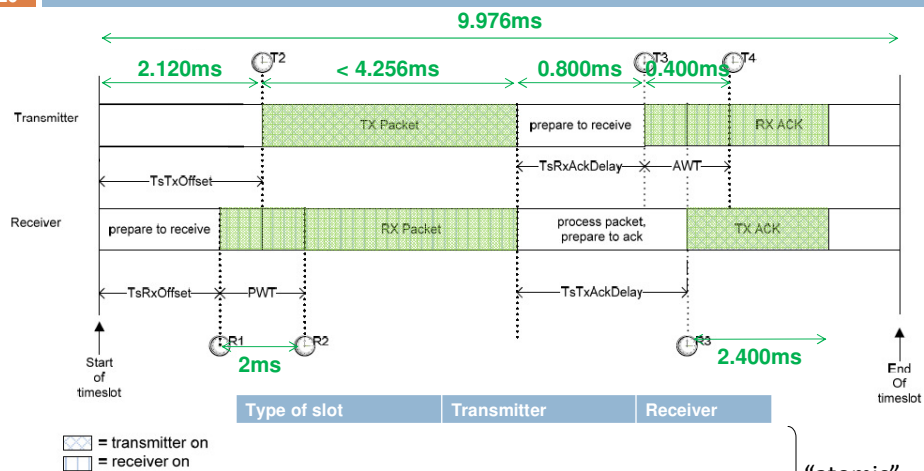 9.976ms
T2
T3
T4
2.120ms
< 4.256ms
0.800ms
0.400ms
Transmitter
TX Packet
prepare to receive
RX ACK
TsTxOffset
TsRxAckDelay
AWT
Receiver
prepare to receive
RX Packet
process packet,
prepare to ack
TX ACK
TsRxOffset
PWT
TsTxAckDelay
R1
R2
R3
2ms
2.400ms
Start
of
timeslot
End
Of
timeslot
Type of slot
Transmitter
Receiver
= transmitter on
= receiver on